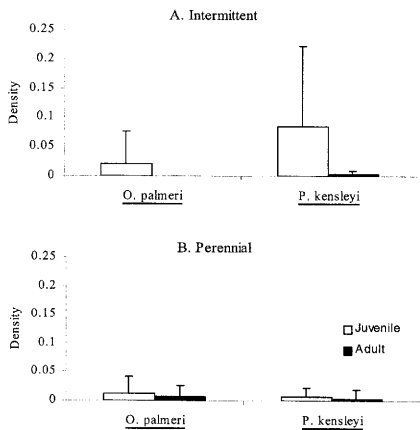 A. Intermittent
0.25
0.2
0.15
0.1
0.05
0
Density
O. palmeri
P. kensleyi
B. Perennial
0.25
0.2
0.15
0.1
0.05
0
Density
Juvenile
Adult
O. palmeri
P. kensleyi